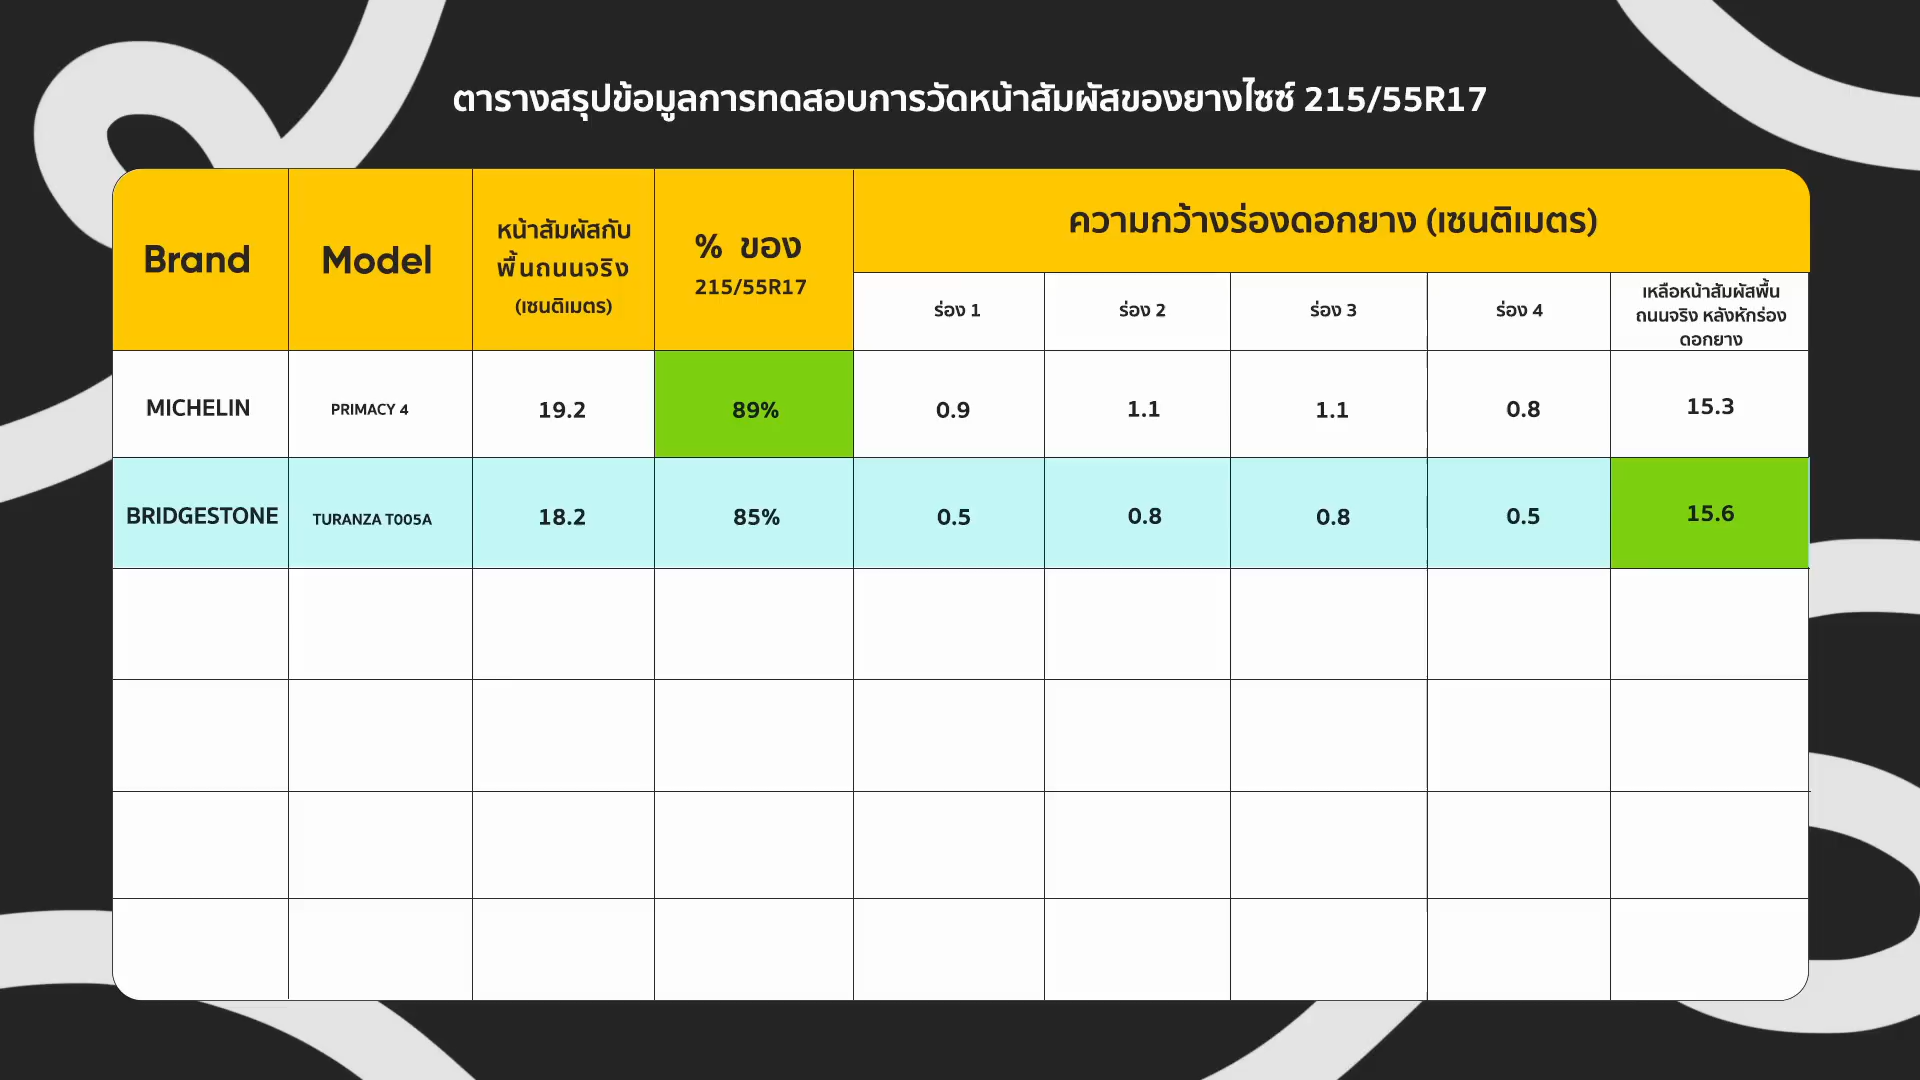 ตารางสรุปข้อมูลการทดสอบการวัดหน้าสัมผัสของยางไซซ์ 215/55R17
Brand
Model
หน้าสัมผัสกับ
พื้นถนนจริง
(เซนติเมตร)
% ของ
215/55R17
ความกว้างร่องดอกยาง (เซนติเมตร)
ร่อง 1
ร่อง 2
ร่อง 3
ร่อง 4
เหลือหน้าสัมผัสพื้น
ถนนจริง หลังหักร่อง
ดอกยาง
MICHELIN PRIMACY 4 19.2 89% 0.9 1.1 1.1 0.8 15.3
BRIDGESTONE TURANZA T005A 18.2 85% 0.5 0.8 0.8 0.5 15.6